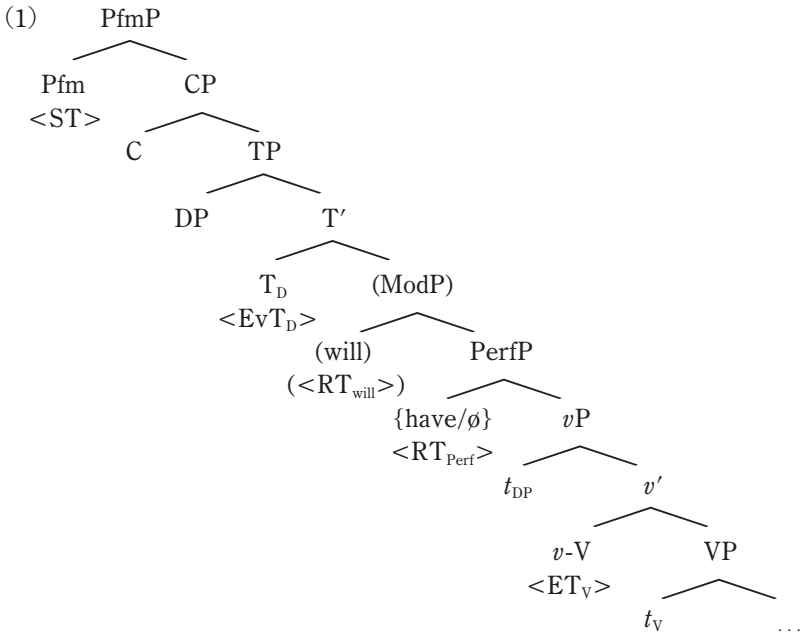 (1) PfmP
Pfm CP
<ST>
C TP
DP T′
T_D (ModP)
<EvT_D>
(will) PerfP
(<RT_will>)
{have/ø} vP
<RT_Perf>
t_DP v′
v-V VP
<ET_V>
t_V ...